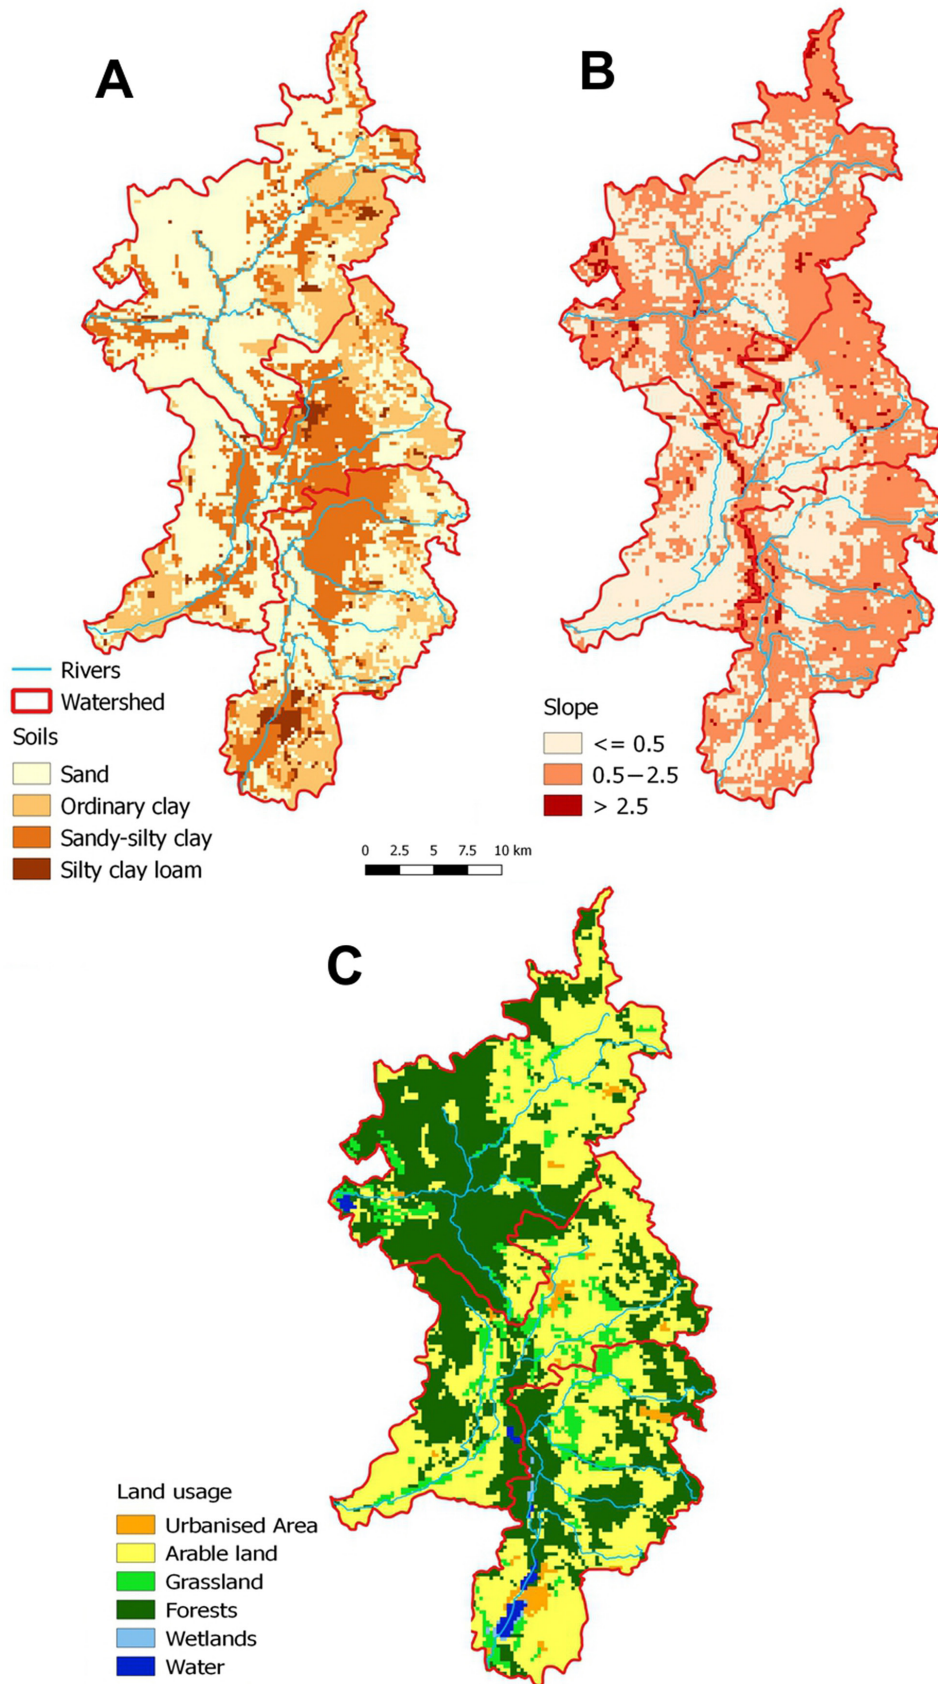 A
B
Rivers
Watershed
Soils
Sand
Ordinary clay
Sandy-silty clay
Silty clay loam
Slope
<= 0.5
0.5—2.5
> 2.5
0 2.5 5 7.5 10 km
C
Land usage
Urbanised Area
Arable land
Grassland
Forests
Wetlands
Water